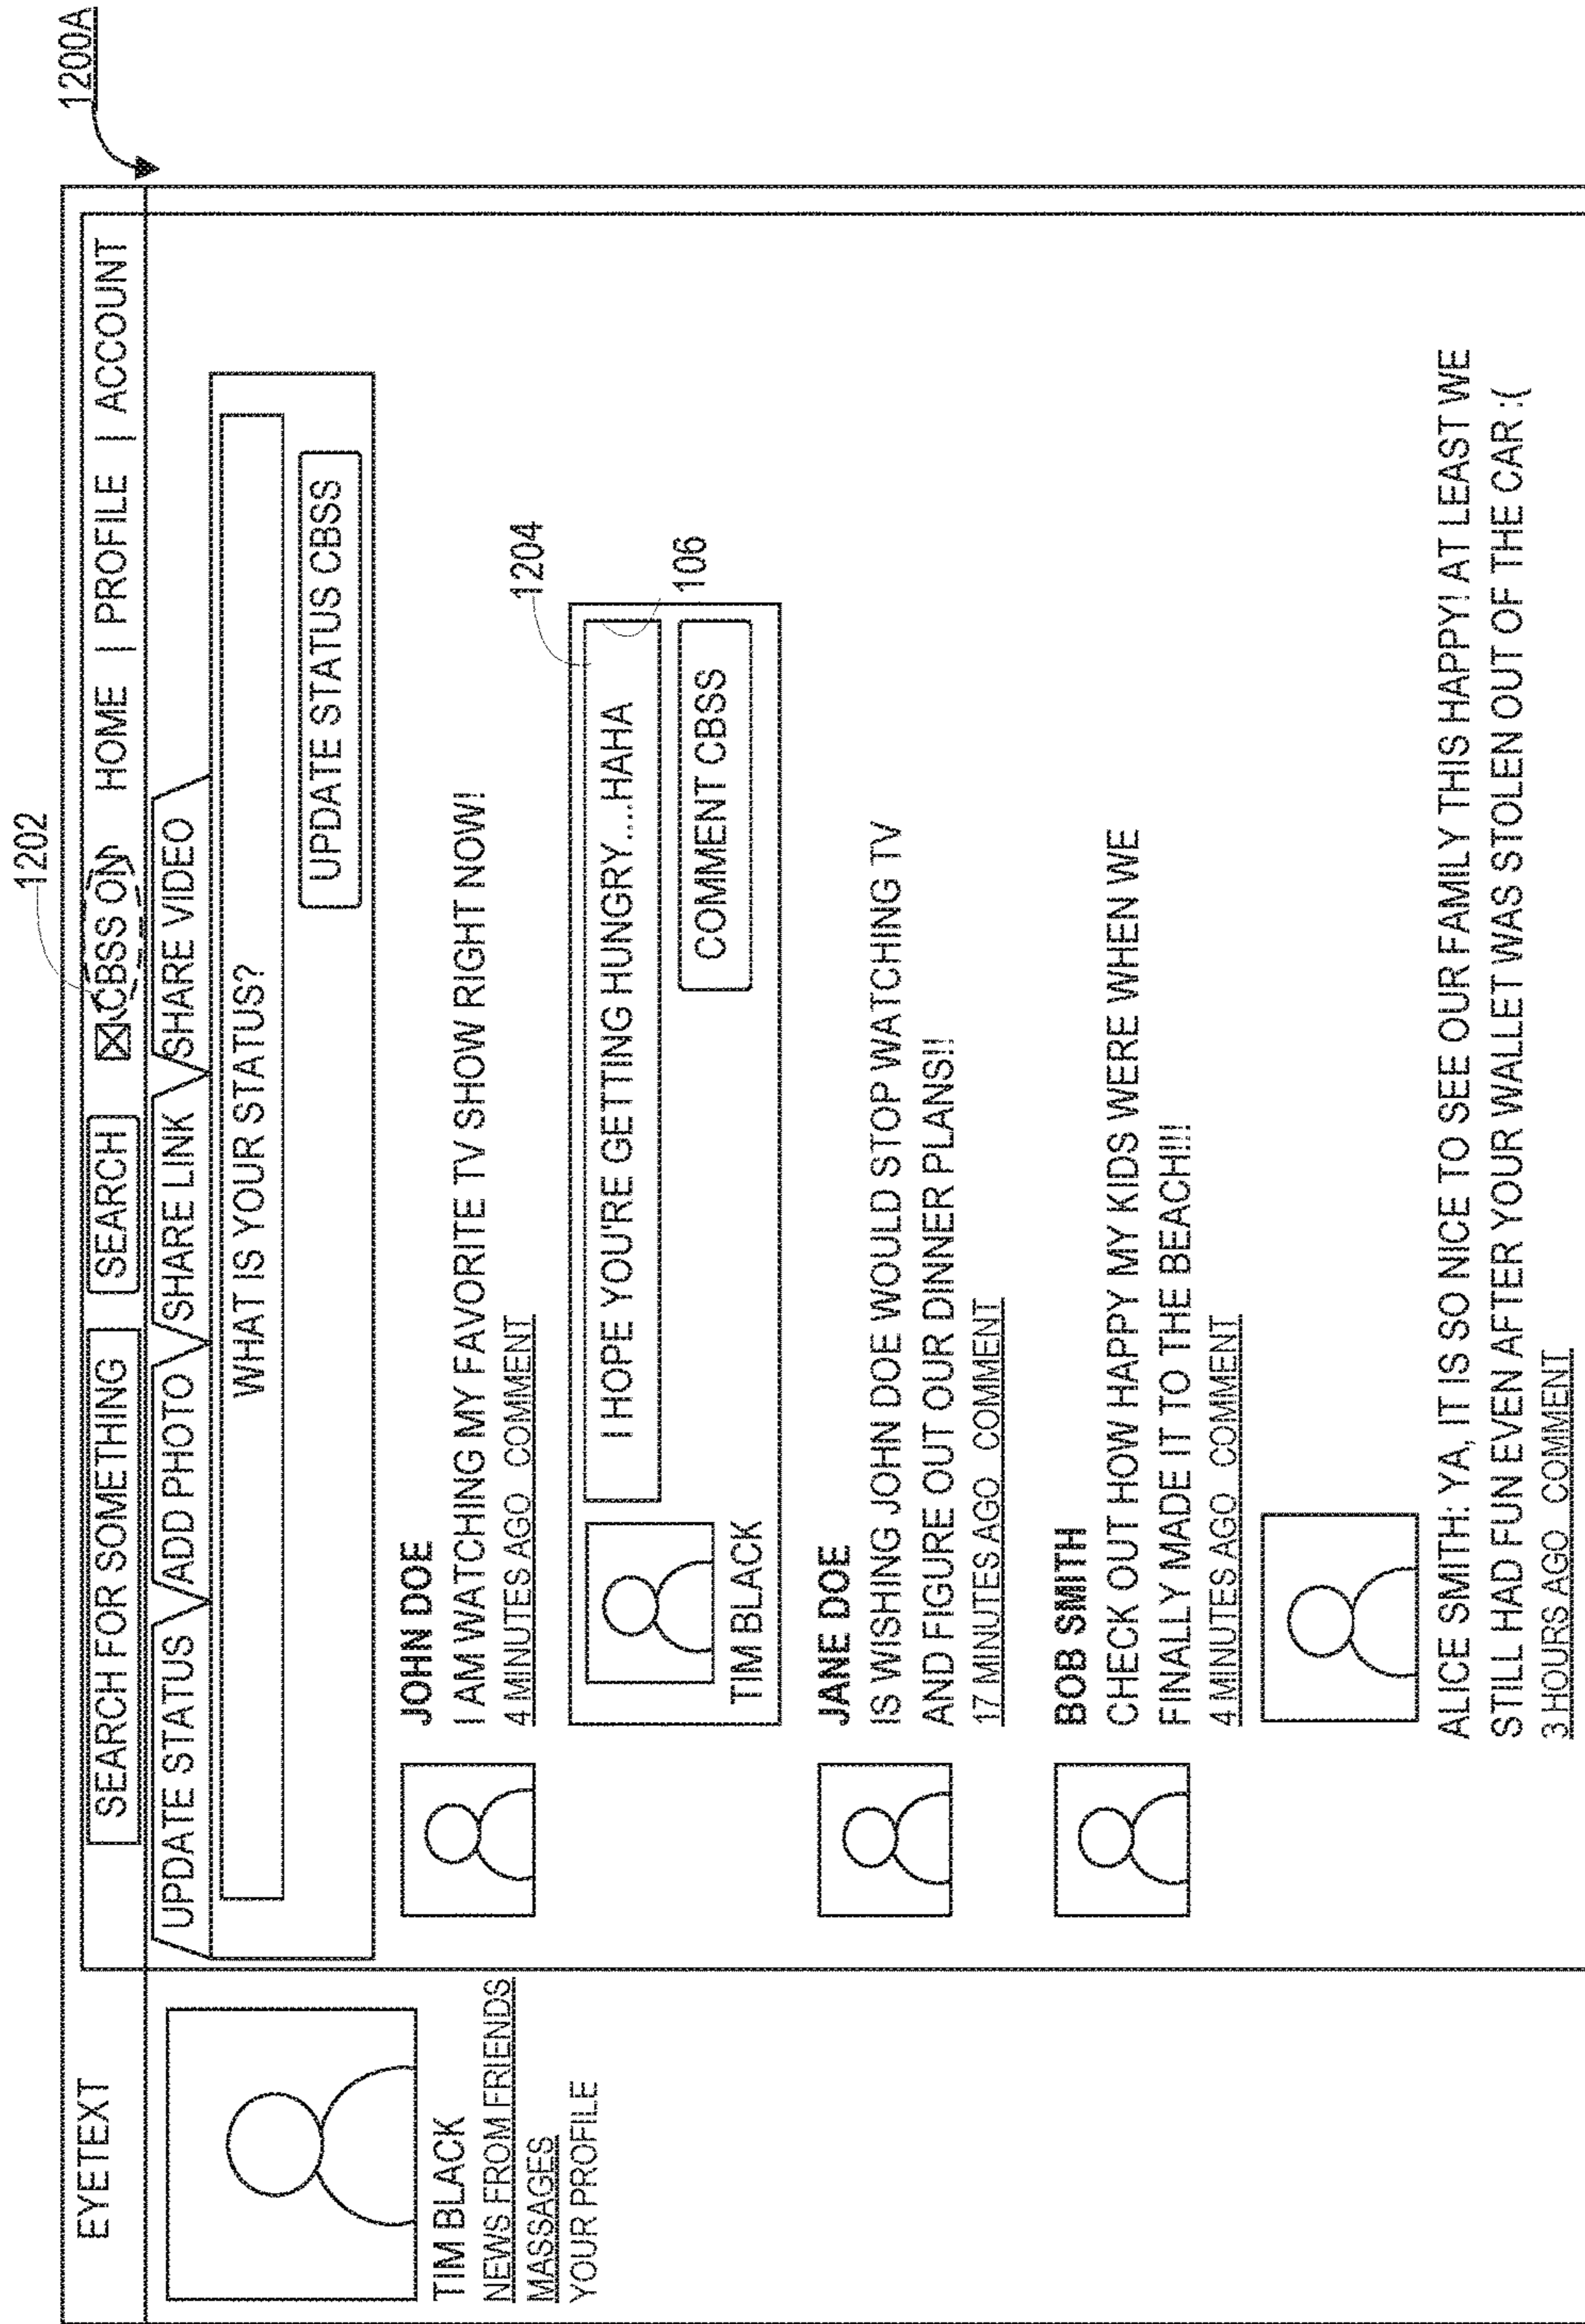 1200A
1202
EYETEXT
SEARCH FOR SOMETHING SEARCH CBSS ON HOME | PROFILE | ACCOUNT
UPDATE STATUS ADD PHOTO SHARE LINK SHARE VIDEO
WHAT IS YOUR STATUS?
UPDATE STATUS CBSS
TIM BLACK
NEWS FROM FRIENDS
MASSAGES
YOUR PROFILE
JOHN DOE
I AM WATCHING MY FAVORITE TV SHOW RIGHT NOW!
4 MINUTES AGO COMMENT
1204
I HOPE YOU'RE GETTING HUNGRY....HAHA
106
COMMENT CBSS
TIM BLACK
JANE DOE
IS WISHING JOHN DOE WOULD STOP WATCHING TV
AND FIGURE OUT OUR DINNER PLANS!!
17 MINUTES AGO COMMENT
BOB SMITH
CHECK OUT HOW HAPPY MY KIDS WERE WHEN WE
FINALLY MADE IT TO THE BEACH!!!
4 MINUTES AGO COMMENT
ALICE SMITH: YA, IT IS SO NICE TO SEE OUR FAMILY THIS HAPPY! AT LEAST WE
STILL HAD FUN EVEN AFTER YOUR WALLET WAS STOLEN OUT OF THE CAR :(
3 HOURS AGO COMMENT